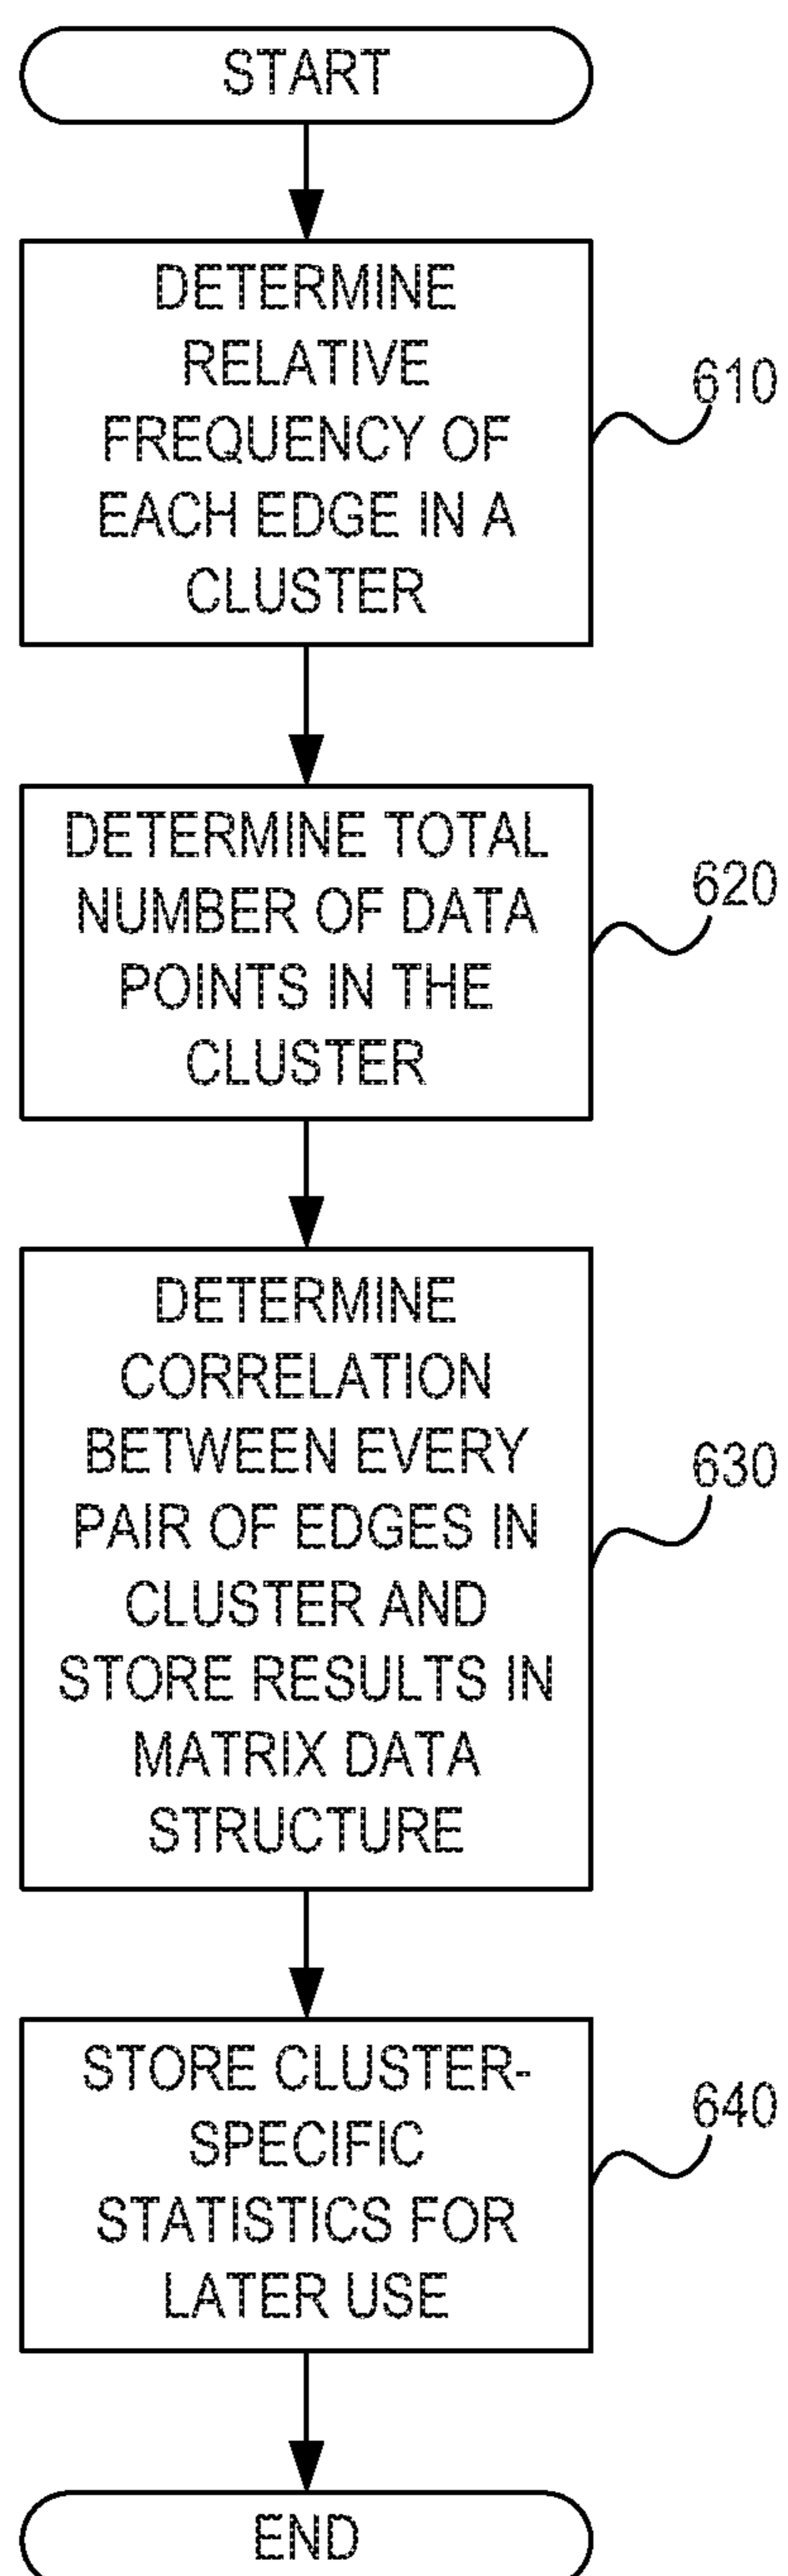 START
DETERMINE
RELATIVE
FREQUENCY OF
EACH EDGE IN A
CLUSTER
610
DETERMINE TOTAL
NUMBER OF DATA
POINTS IN THE
CLUSTER
620
DETERMINE
CORRELATION
BETWEEN EVERY
PAIR OF EDGES IN
CLUSTER AND
STORE RESULTS IN
MATRIX DATA
STRUCTURE
630
STORE CLUSTER-
SPECIFIC
STATISTICS FOR
LATER USE
640
END